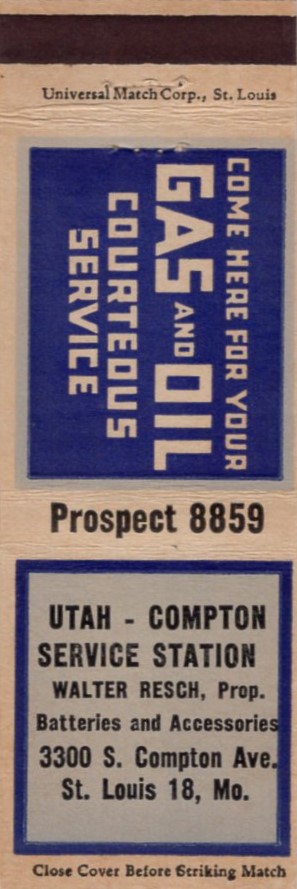 Universal Match Corp., St. Louis
COME HERE FOR YOUR
GAS AND OIL
COURTEOUS
SERVICE
Prospect 8859
UTAH - COMPTON
SERVICE STATION
WALTER RESCH, Prop.
Batteries and Accessories
3300 S. Compton Ave.
St. Louis 18, Mo.
Close Cover Before Striking Match